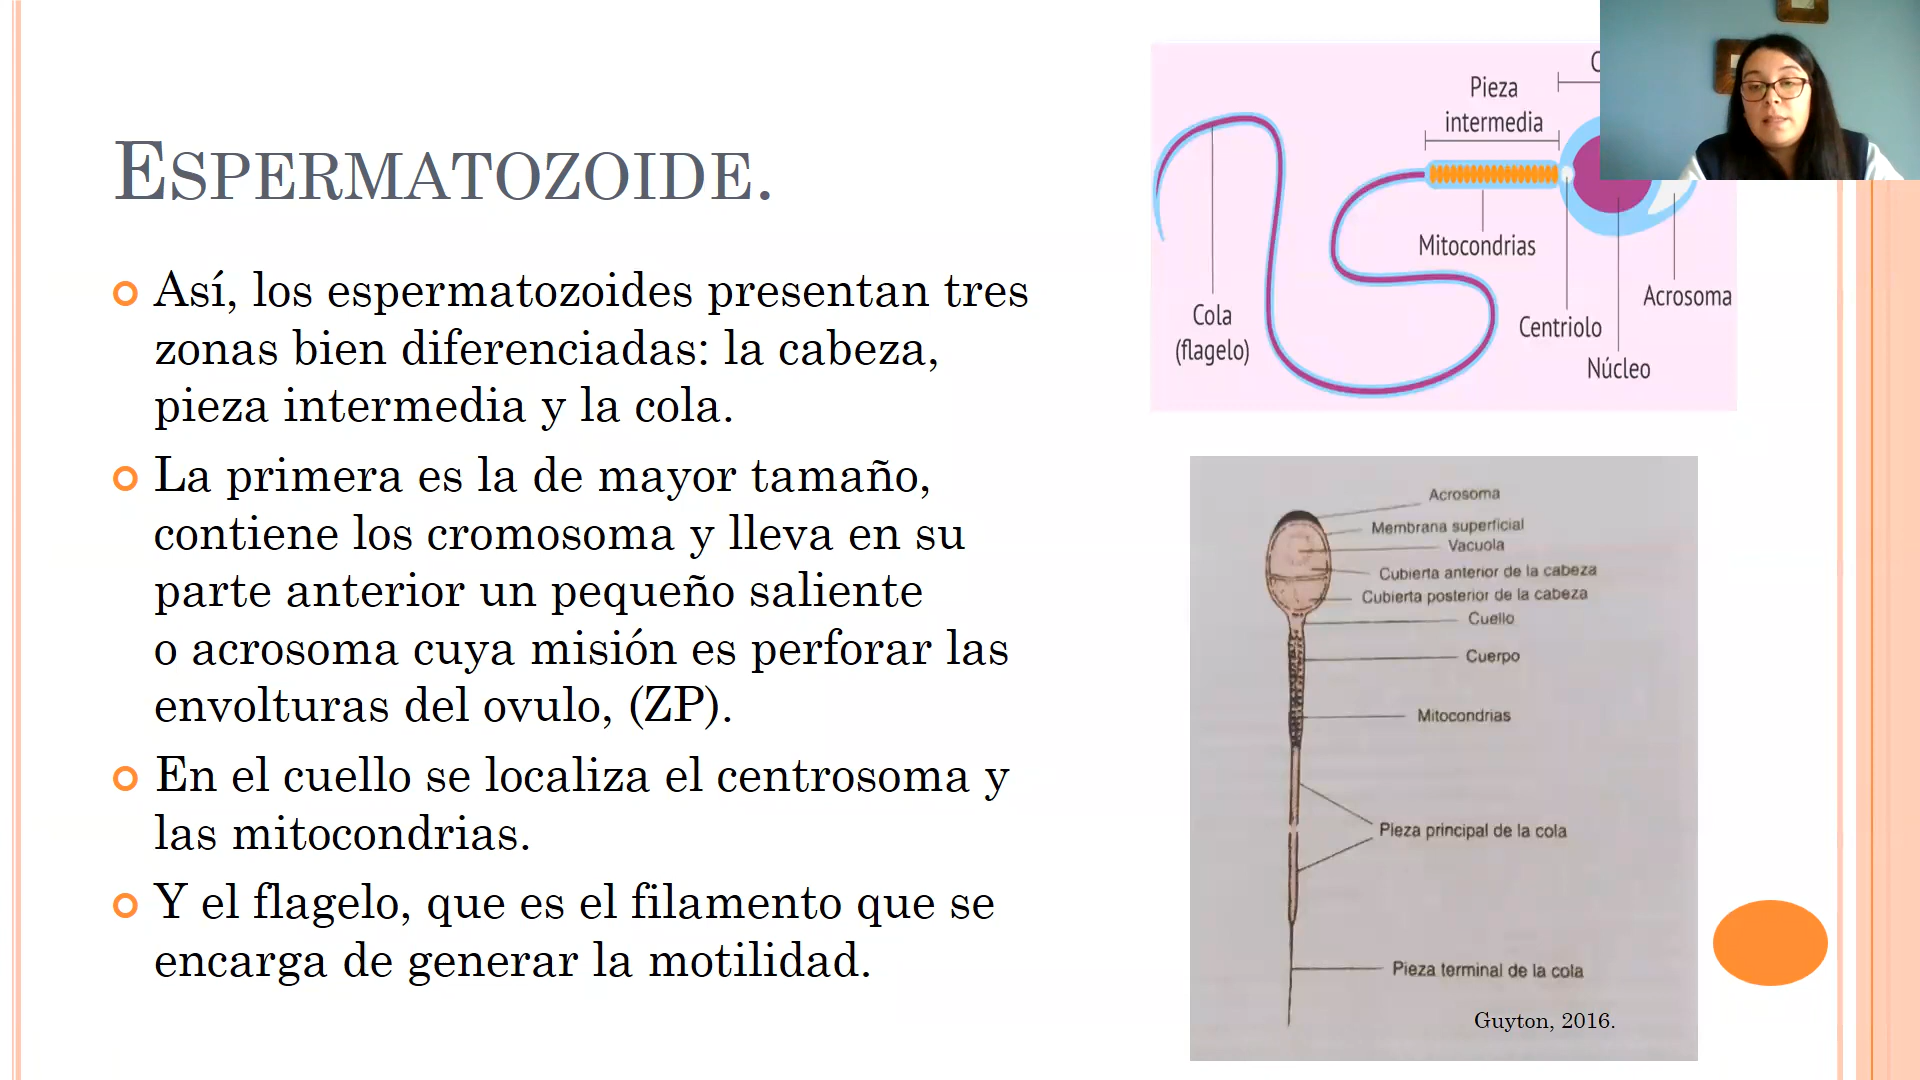 ESPERMATOZOIDE.
Así, los espermatozoides presentan tres
zonas bien diferenciadas: la cabeza,
pieza intermedia y la cola.
La primera es la de mayor tamaño,
contiene los cromosoma y lleva en su
parte anterior un pequeño saliente
o acrosoma cuya misión es perforar las
envolturas del ovulo, (ZP).
En el cuello se localiza el centrosoma y
las mitocondrias.
Y el flagelo, que es el filamento que se
encarga de generar la motilidad.
Pieza
intermedia
Mitocondrias
Cola
(flagelo)
Centriolo
Núcleo
Acrosoma
Acrosoma
Membrana superficial
Vacuola
Cubierta anterior de la cabeza
Cubierta posterior de la cabeza
Cuello
Cuerpo
Mitocondrias
Pieza principal de la cola
Pieza terminal de la cola
Guyton, 2016.